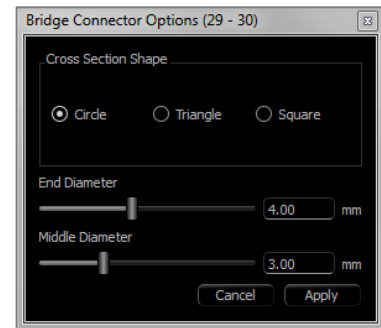 Bridge Connector Options (29 - 30)
Cross Section Shape
Circle Triangle Square
End Diameter
4.00 mm
Middle Diameter
3.00 mm
Cancel Apply